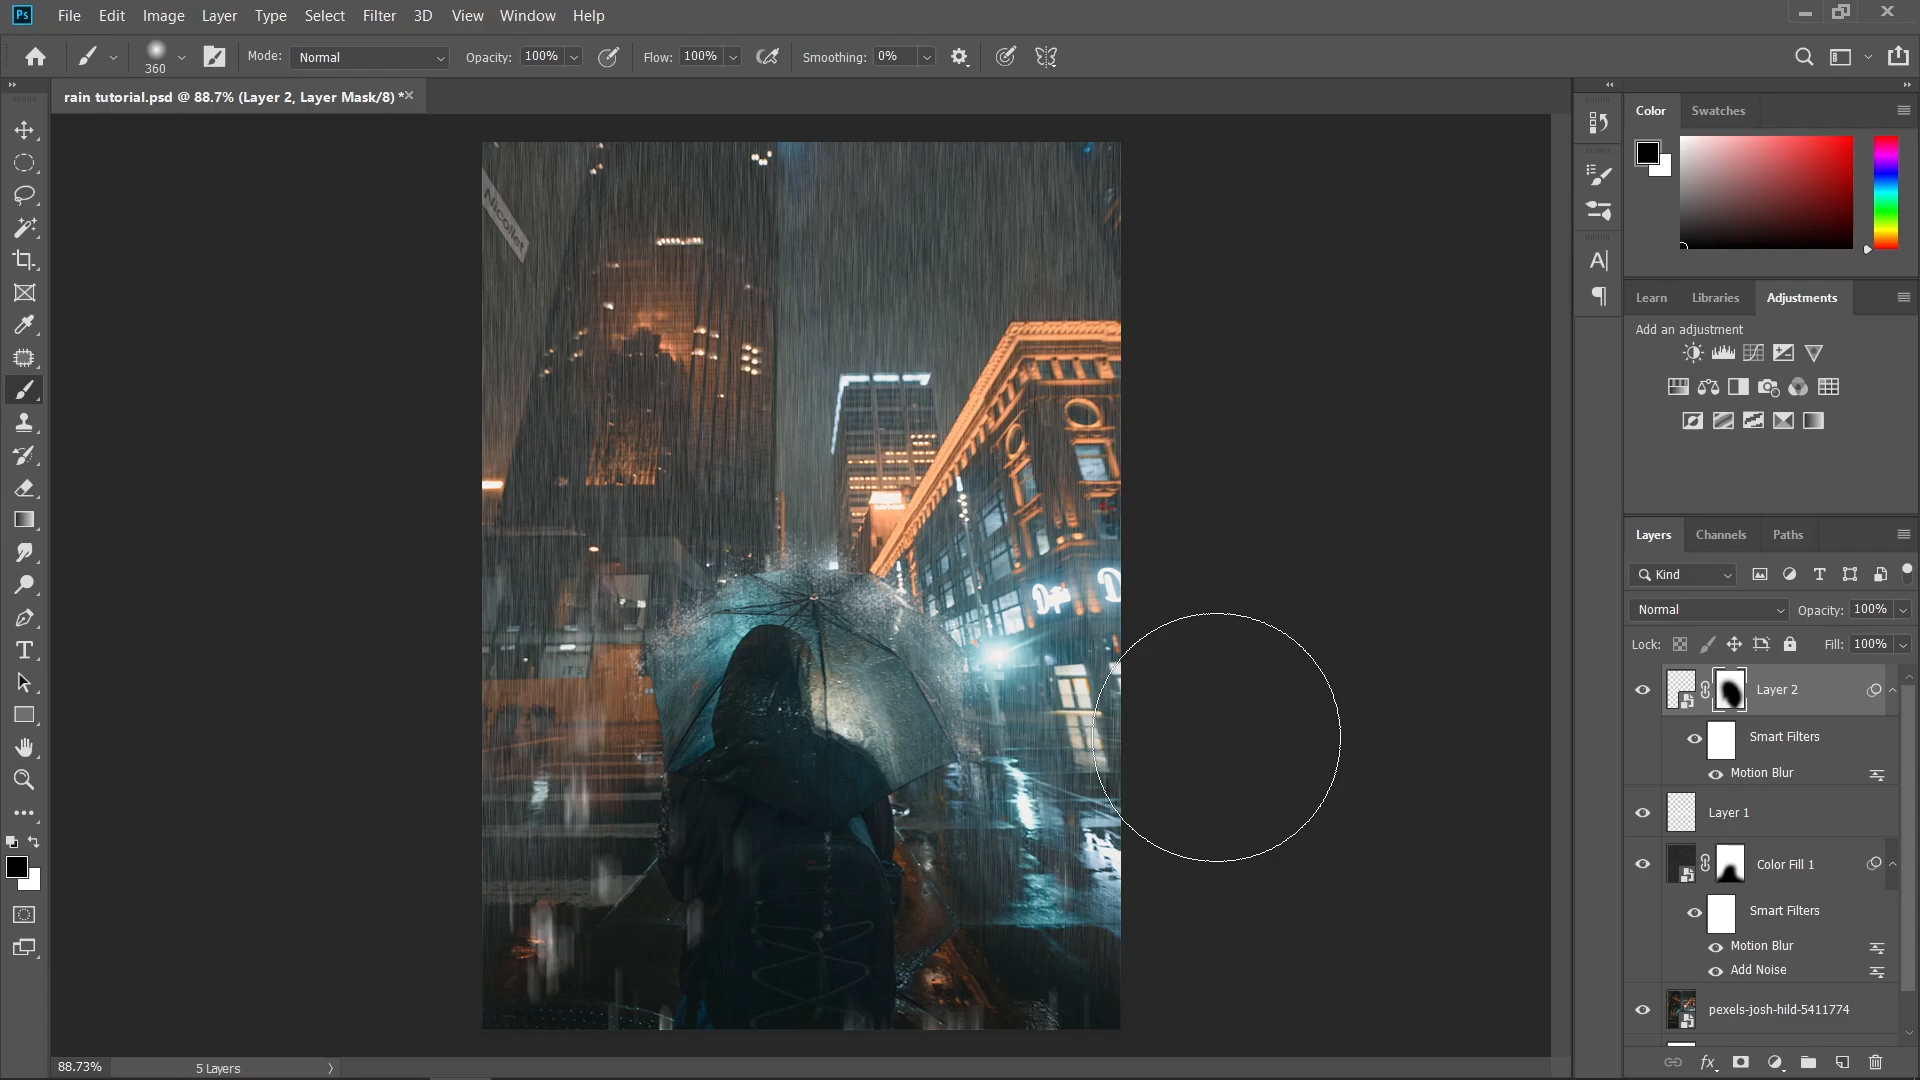 Ps File Edit Image Layer Type Select Filter 3D View Window Help
360 Mode: Normal Opacity: 100% Flow: 100% Smoothing: 0%
rain tutorial.psd @ 88.7% (Layer 2, Layer Mask/8) *
Color Swatches
Nicollet
Learn Libraries Adjustments
Add an adjustment
Layers Channels Paths
Kind
Normal Opacity: 100%
Lock: Fill: 100%
Layer 2
Smart Filters
Motion Blur
Layer 1
Color Fill 1
Smart Filters
Motion Blur
Add Noise
pexels-josh-hild-5411774
fx
88.73% 5 Layers